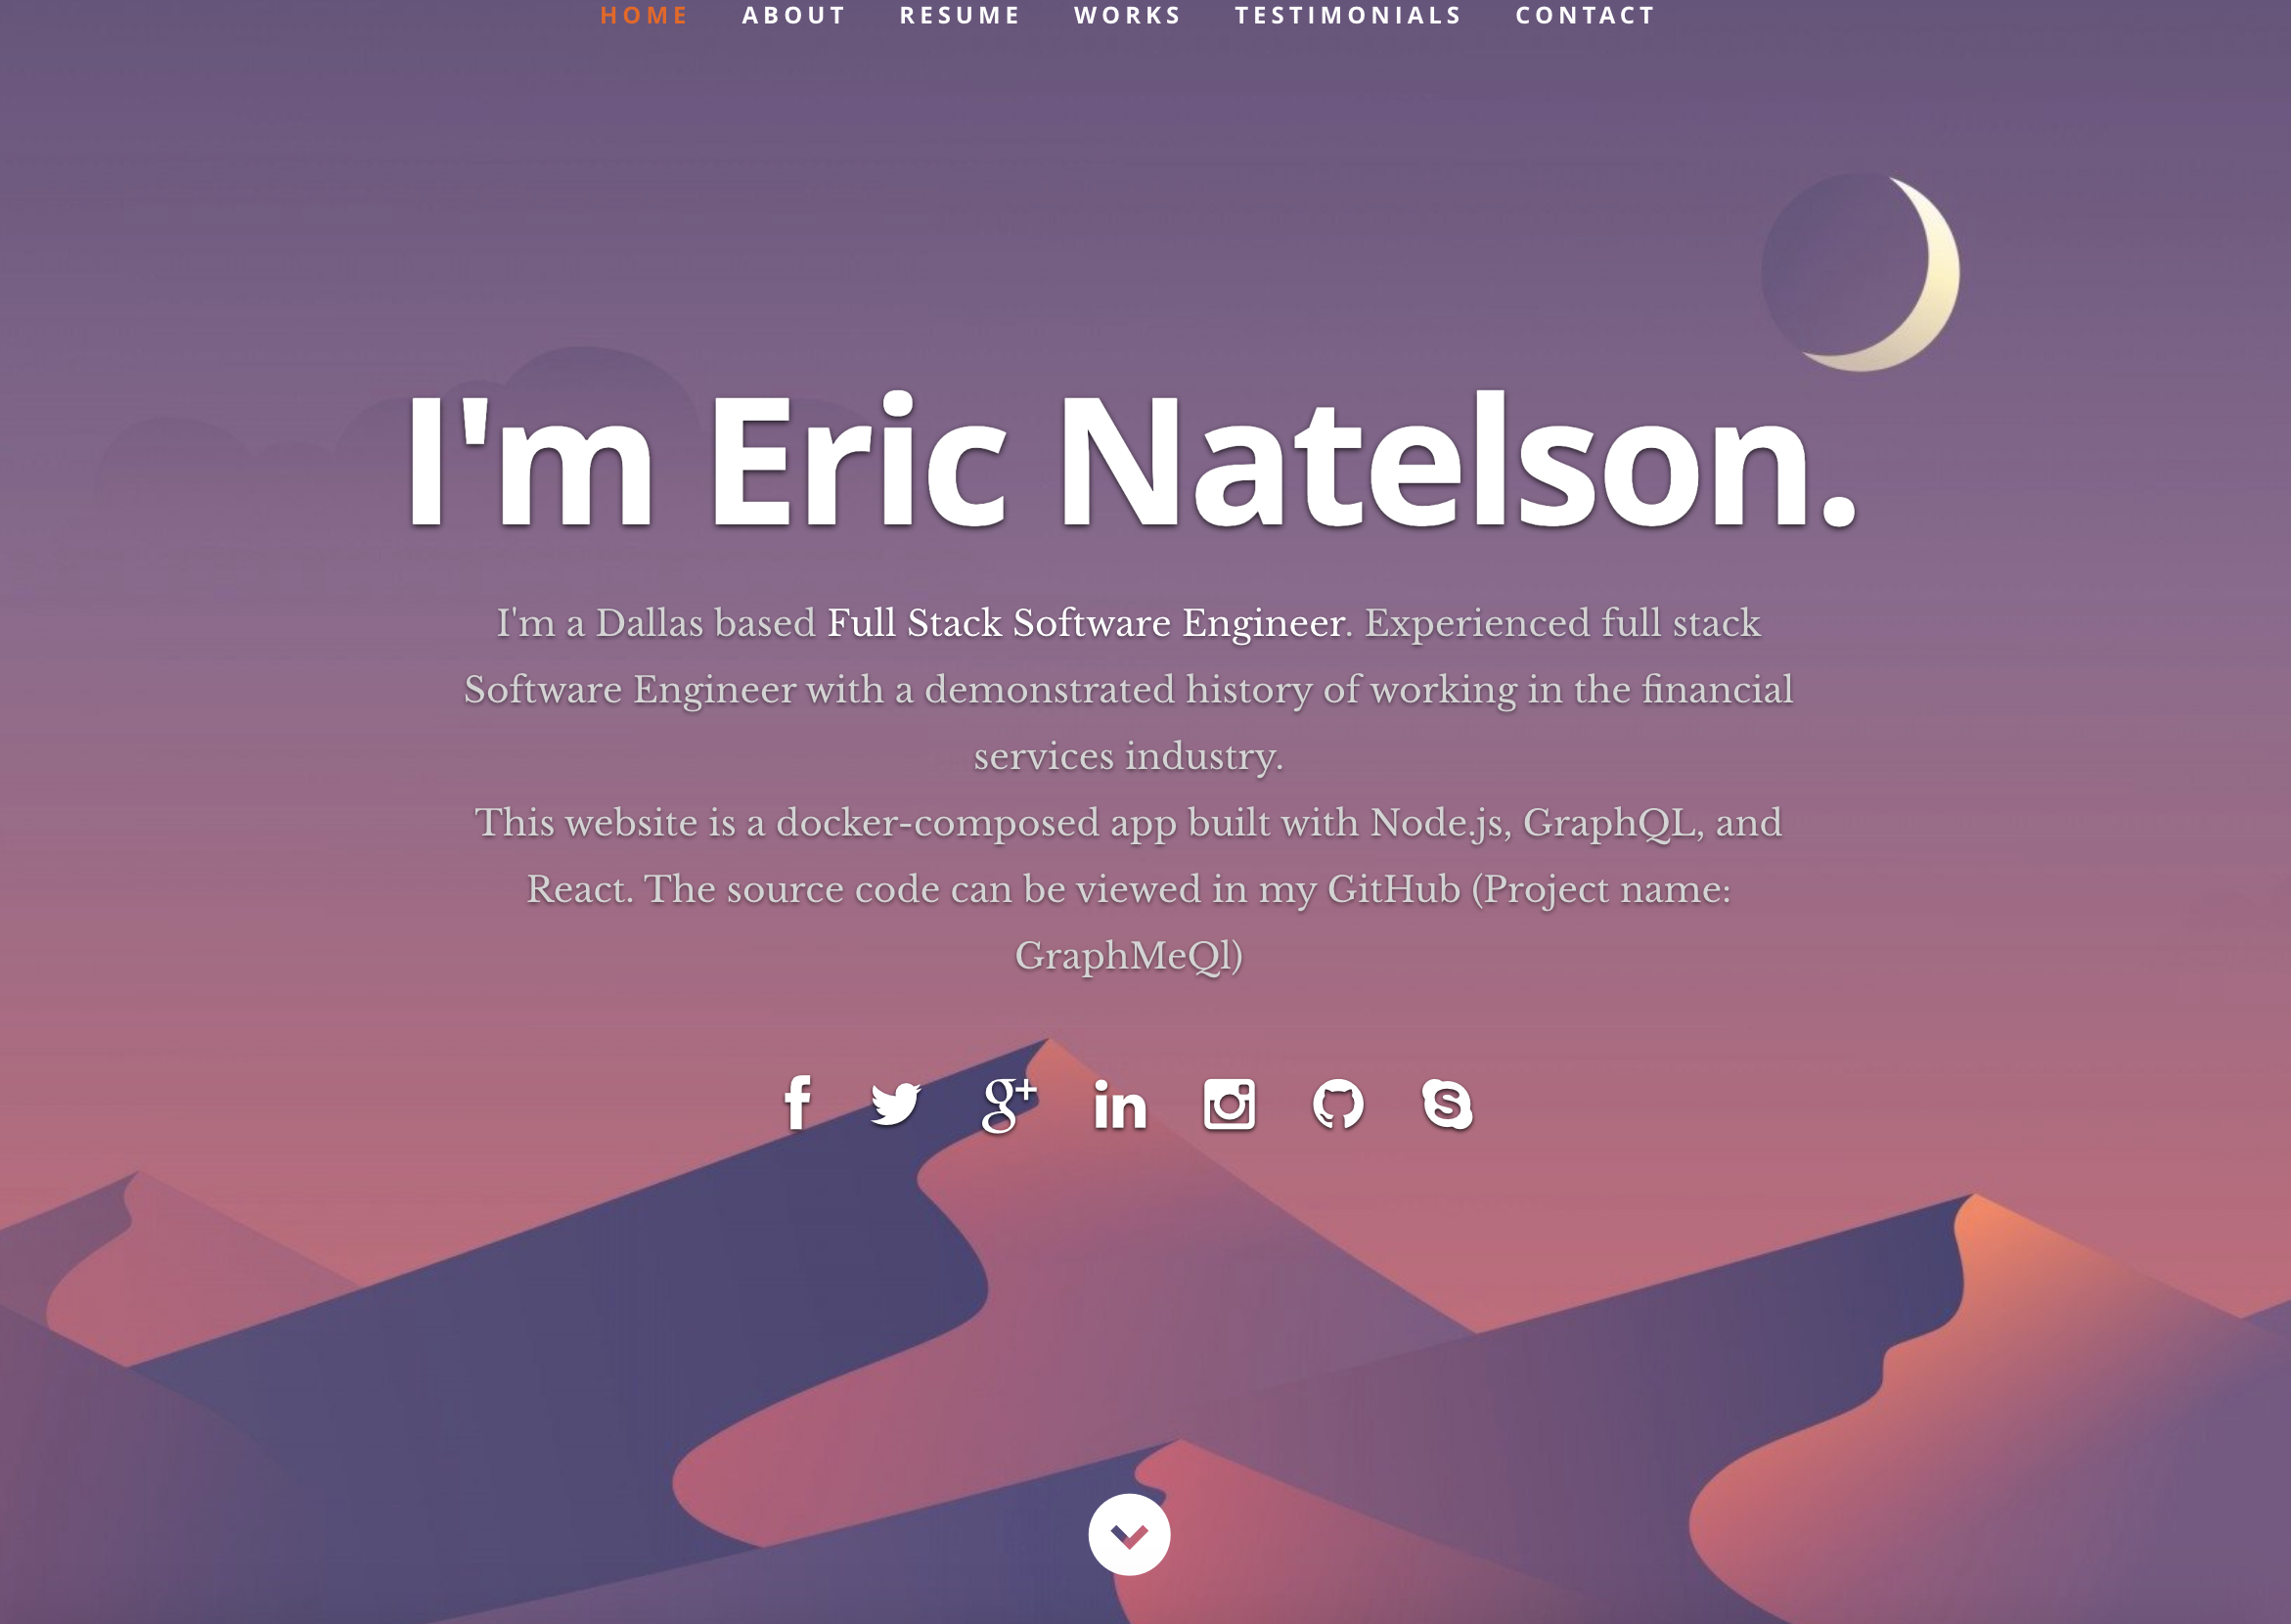 HOME ABOUT RESUME WORKS TESTIMONIALS CONTACT
I'm Eric Natelson.
I'm a Dallas based Full Stack Software Engineer. Experienced full stack
Software Engineer with a demonstrated history of working in the financial
services industry.
This website is a docker-composed app built with Node.js, GraphQL, and
React. The source code can be viewed in my GitHub (Project name:
GraphMeQl)